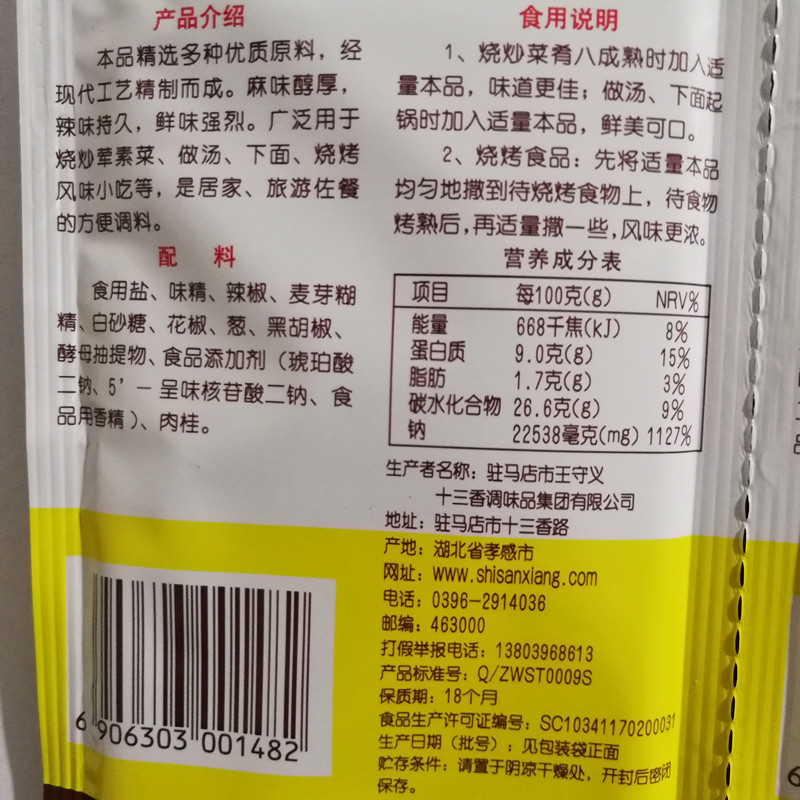 产品介绍
本品精选多种优质原料，经
现代工艺精制而成。麻味醇厚，
辣味持久，鲜味强烈。广泛用于
烧炒荤素菜、做汤、下面、烧烤
风味小吃等，是居家、旅游佐餐
的方便调料。
配 料
食用盐、味精、辣椒、麦芽糊
精、白砂糖、花椒、葱、黑胡椒、
酵母抽提物、食品添加剂（琥珀酸
二钠、5’－呈味核苷酸二钠、食
品用香精）、肉桂。
食用说明
1、烧炒菜肴八成熟时加入适
量本品，味道更佳；做汤、下面起
锅时加入适量本品，鲜美可口。
2、烧烤食品：先将适量本品
均匀地撒到待烧烤食物上，待食物
烤熟后，再适量撒一些，风味更浓。
营养成分表
项目 每100克(g) NRV%
能量 668千焦(kJ) 8%
蛋白质 9.0克(g) 15%
脂肪 1.7克(g) 3%
碳水化合物 26.6克(g) 9%
钠 22538毫克(mg) 1127%
生产者名称：驻马店市王守义
十三香调味品集团有限公司
地址：驻马店市十三香路
产地：湖北省孝感市
网址：www.shisanxiang.com
电话：0396-2914036
邮编：463000
打假举报电话：13803968613
产品标准号：Q/ZWST0009S
保质期：18个月
食品生产许可证编号：SC10341170200031
生产日期（批号）：见包装袋正面
贮存条件：请置于阴凉干燥处，开封后密闭
保存。
6 906303 001482